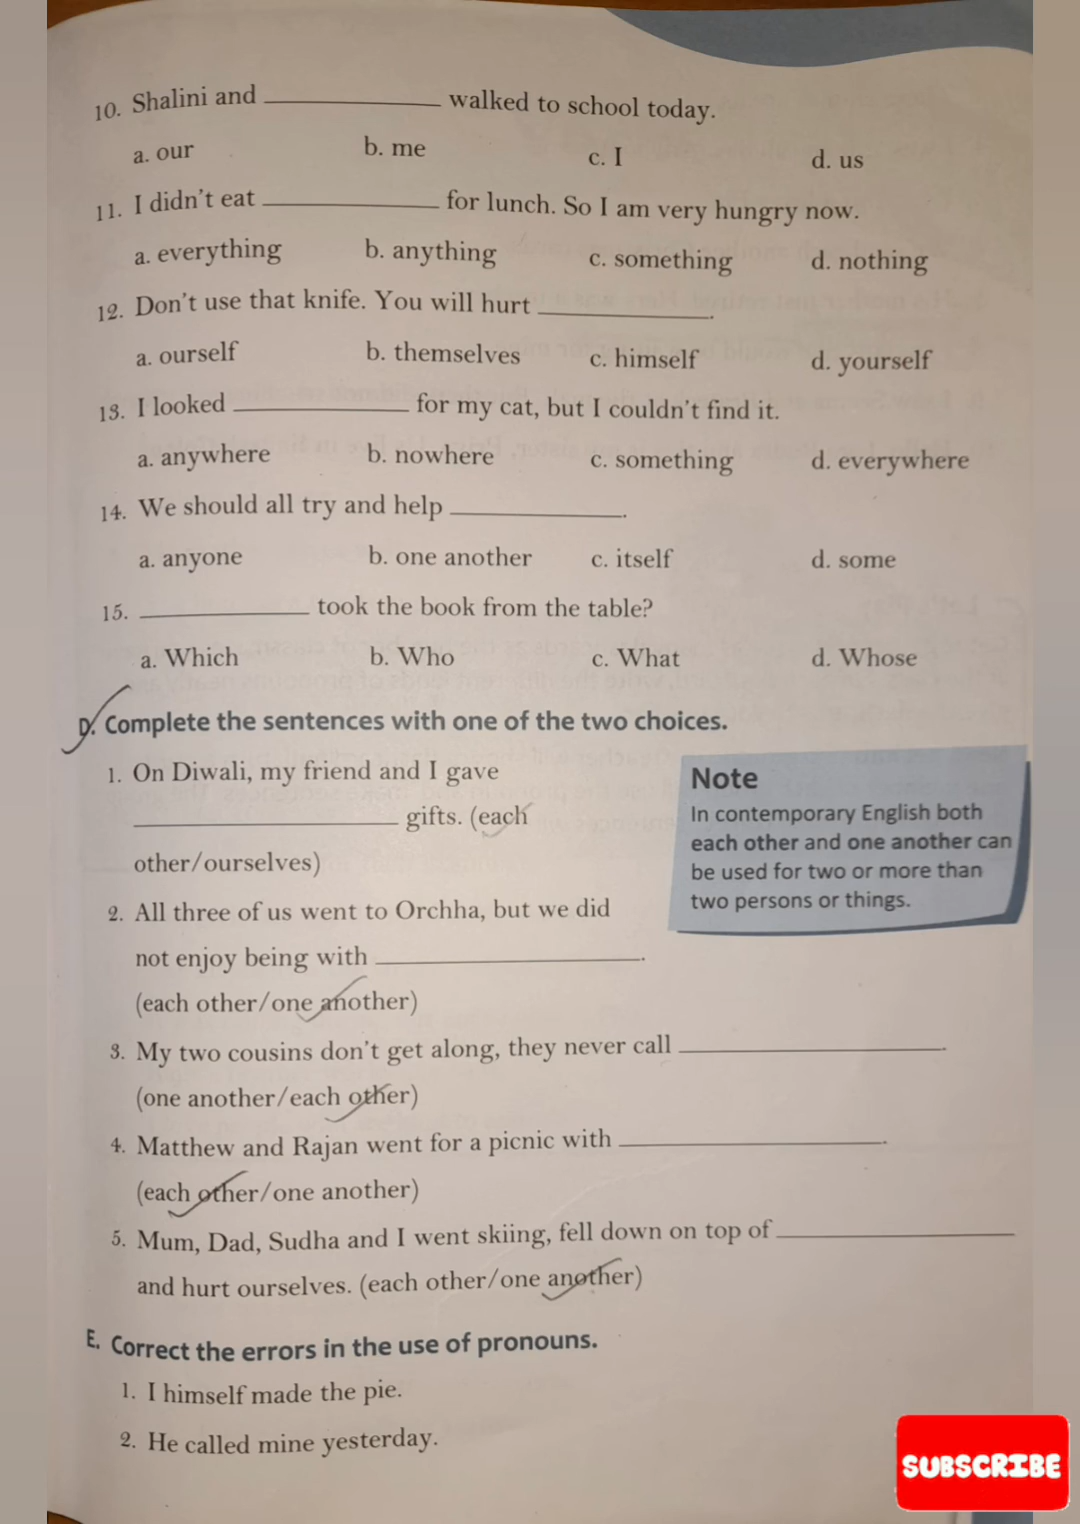 10. Shalini and ____________ walked to school today.
a. our b. me c. I d. us
11. I didn't eat ____________ for lunch. So I am very hungry now.
a. everything b. anything c. something d. nothing
12. Don't use that knife. You will hurt ____________.
a. ourself b. themselves c. himself d. yourself
13. I looked ____________ for my cat, but I couldn't find it.
a. anywhere b. nowhere c. something d. everywhere
14. We should all try and help ____________.
a. anyone b. one another c. itself d. some
15. ____________ took the book from the table?
a. Which b. Who c. What d. Whose
D. Complete the sentences with one of the two choices.
1. On Diwali, my friend and I gave
____________ gifts. (each
other/ourselves)
2. All three of us went to Orchha, but we did
not enjoy being with ____________.
(each other/one another)
Note
In contemporary English both
each other and one another can
be used for two or more than
two persons or things.
3. My two cousins don't get along, they never call ____________.
(one another/each other)
4. Matthew and Rajan went for a picnic with ____________.
(each other/one another)
5. Mum, Dad, Sudha and I went skiing, fell down on top of ____________
and hurt ourselves. (each other/one another)
E. Correct the errors in the use of pronouns.
1. I himself made the pie.
2. He called mine yesterday.
SUBSCRIBE